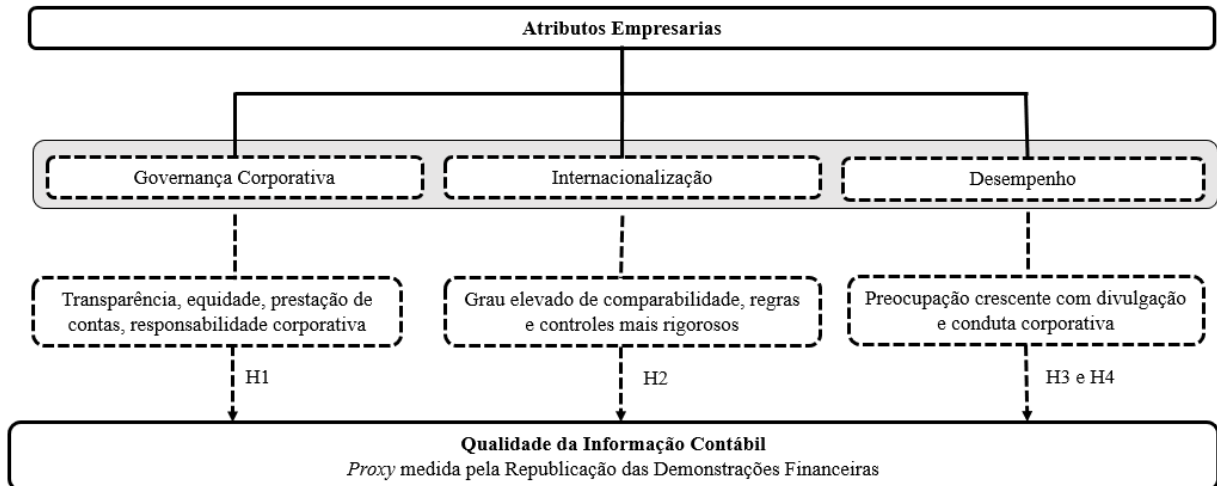 Atributos Empresarias
Governança Corporativa
Internacionalização
Desempenho
Transparência, equidade, prestação de
contas, responsabilidade corporativa
Grau elevado de comparabilidade, regras
e controles mais rigorosos
Preocupação crescente com divulgação
e conduta corporativa
H1
H2
H3 e H4
Qualidade da Informação Contábil
Proxy medida pela Republicação das Demonstrações Financeiras